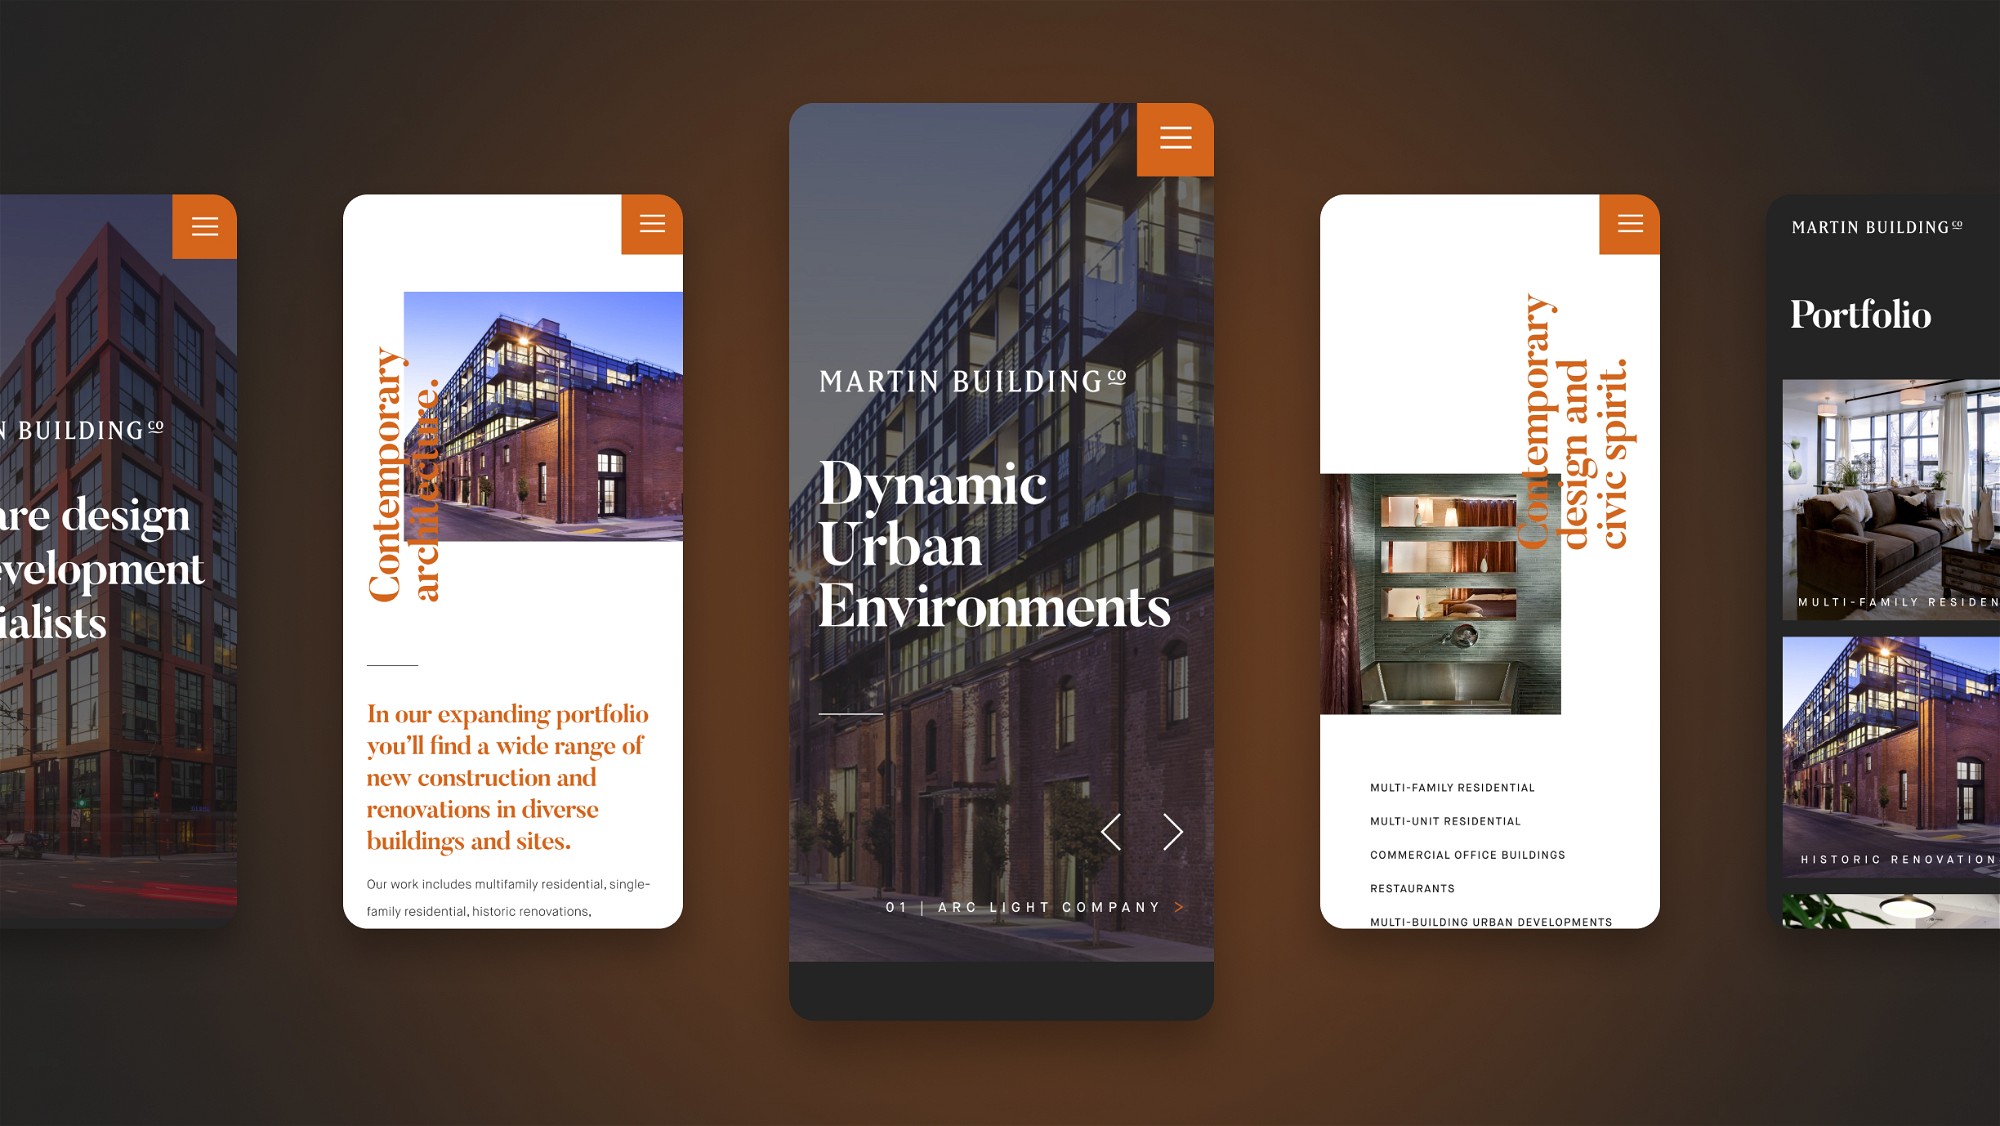 N BUILDING CO
are design
evelopment
ialists
Contemporary
architecture.
In our expanding portfolio
you'll find a wide range of
new construction and
renovations in diverse
buildings and sites.
Our work includes multifamily residential, single-
family residential, historic renovations,
MARTIN BUILDING CO
Dynamic
Urban
Environments
01 | ARC LIGHT COMPANY >
Contemporary
design and
civic spirit.
MULTI-FAMILY RESIDENTIAL
MULTI-UNIT RESIDENTIAL
COMMERCIAL OFFICE BUILDINGS
RESTAURANTS
MULTI-BUILDING URBAN DEVELOPMENTS
MARTIN BUILDING CO
Portfolio
MULTI-FAMILY RESIDEN
HISTORIC RENOVATION